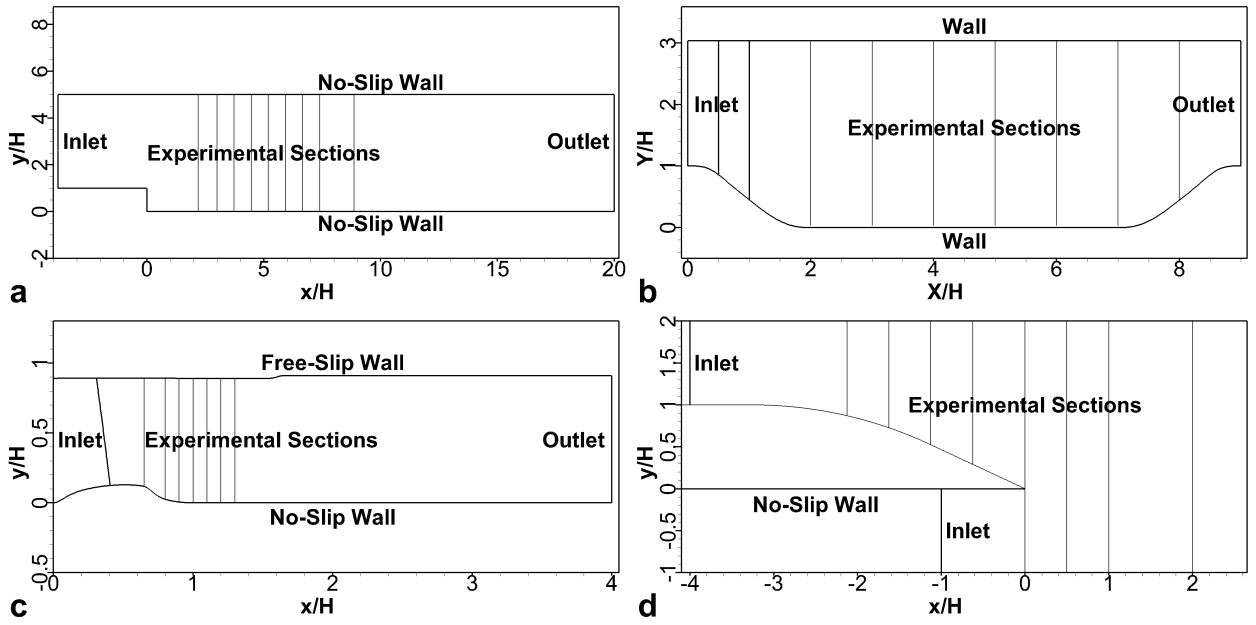 8
6
4
2
0
-2
y/H
No-Slip Wall
Inlet
Outlet
Experimental Sections
No-Slip Wall
0
5
10
15
20
x/H
a
3
2
1
0
Y/H
Wall
Inlet
Outlet
Experimental Sections
Wall
0
2
4
6
8
X/H
b
1
0.5
0
-0.5
y/H
Free-Slip Wall
Inlet
Experimental Sections
Outlet
No-Slip Wall
0
1
2
3
4
x/H
c
2
1.5
1
0.5
0
-0.5
-1
y/H
Inlet
Experimental Sections
No-Slip Wall
Inlet
-4
-3
-2
-1
0
1
2
x/H
d